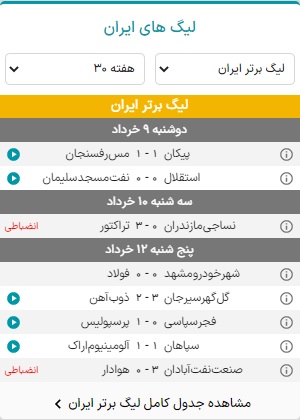 لیگ های ایران
لیگ برتر ایران
هفته ۳۰
لیگ برتر ایران
دوشنبه ۹ خرداد
پیکان ۱ - ۱ مس‌رفسنجان
استقلال ۰ - ۰ نفت‌مسجدسلیمان
سه شنبه ۱۰ خرداد
نساجی‌مازندران ۰ - ۳ تراکتور انضباطی
پنج شنبه ۱۲ خرداد
شهرخودرومشهد ۰ - ۰ فولاد
گل‌گهرسیرجان ۳ - ۲ ذوب‌آهن
فجرسپاسی ۰ - ۱ پرسپولیس
سپاهان ۱ - ۱ آلومینیوم‌اراک
صنعت‌نفت‌آبادان ۳ - ۰ هوادار انضباطی
مشاهده جدول کامل لیگ برتر ایران